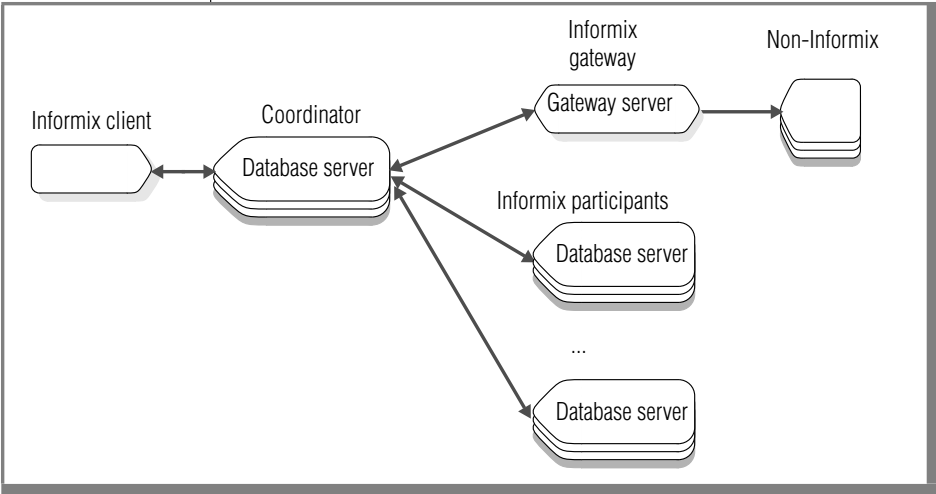 Informix client
Coordinator
Database server
Informix
gateway
Gateway server
Non-Informix
Informix participants
Database server
...
Database server